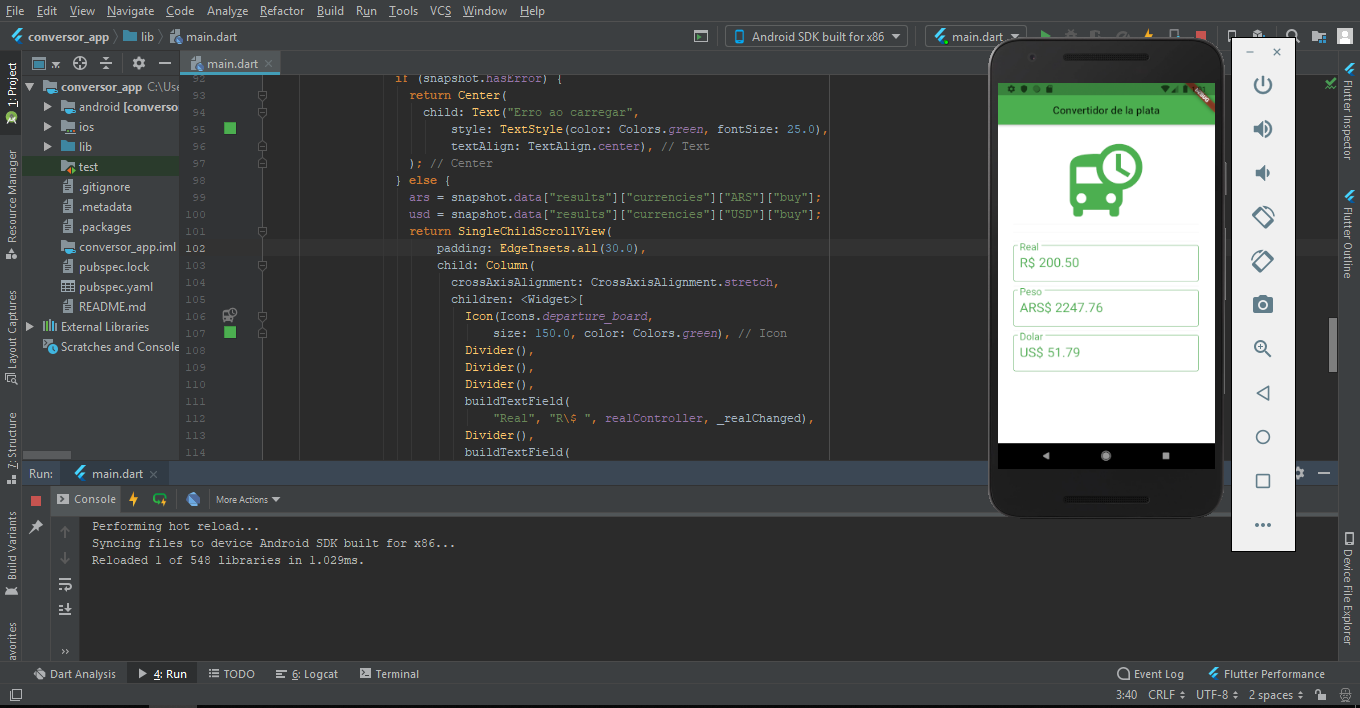 File Edit View Navigate Code Analyze Refactor Build Run Tools VCS Window Help
conversor_app lib main.dart Android SDK built for x86 main.dart
1: Project
Resource Manager
Layout Captures
7: Structure
Build Variants
avorites
conversor_app C:\Use
android [converso
ios
lib
test
.gitignore
.metadata
.packages
conversor_app.iml
pubspec.lock
pubspec.yaml
README.md
External Libraries
Scratches and Console
main.dart
92 if (snapshot.hasError) {
93 return Center(
94 child: Text("Erro ao carregar",
95 style: TextStyle(color: Colors.green, fontSize: 25.0),
96 textAlign: TextAlign.center), // Text
97 ); // Center
98 } else {
99 ars = snapshot.data["results"]["currencies"]["ARS"]["buy"];
100 usd = snapshot.data["results"]["currencies"]["USD"]["buy"];
101 return SingleChildScrollView(
102 padding: EdgeInsets.all(30.0),
103 child: Column(
104 crossAxisAlignment: CrossAxisAlignment.stretch,
105 children: <Widget>[
106 Icon(Icons.departure_board,
107 size: 150.0, color: Colors.green), // Icon
108 Divider(),
109 Divider(),
110 Divider(),
111 buildTextField(
112 "Real", "R\$ ", realController, _realChanged),
113 Divider(),
114 buildTextField(
Convertidor de la plata
Real
R$ 200.50
Peso
ARS$ 2247.76
Dolar
US$ 51.79
Flutter Inspector
Flutter Outline
Device File Explorer
Run: main.dart
Console More Actions
Performing hot reload...
Syncing files to device Android SDK built for x86...
Reloaded 1 of 548 libraries in 1.029ms.
Dart Analysis 4: Run TODO 6: Logcat Terminal Event Log Flutter Performance
3:40 CRLF UTF-8 2 spaces